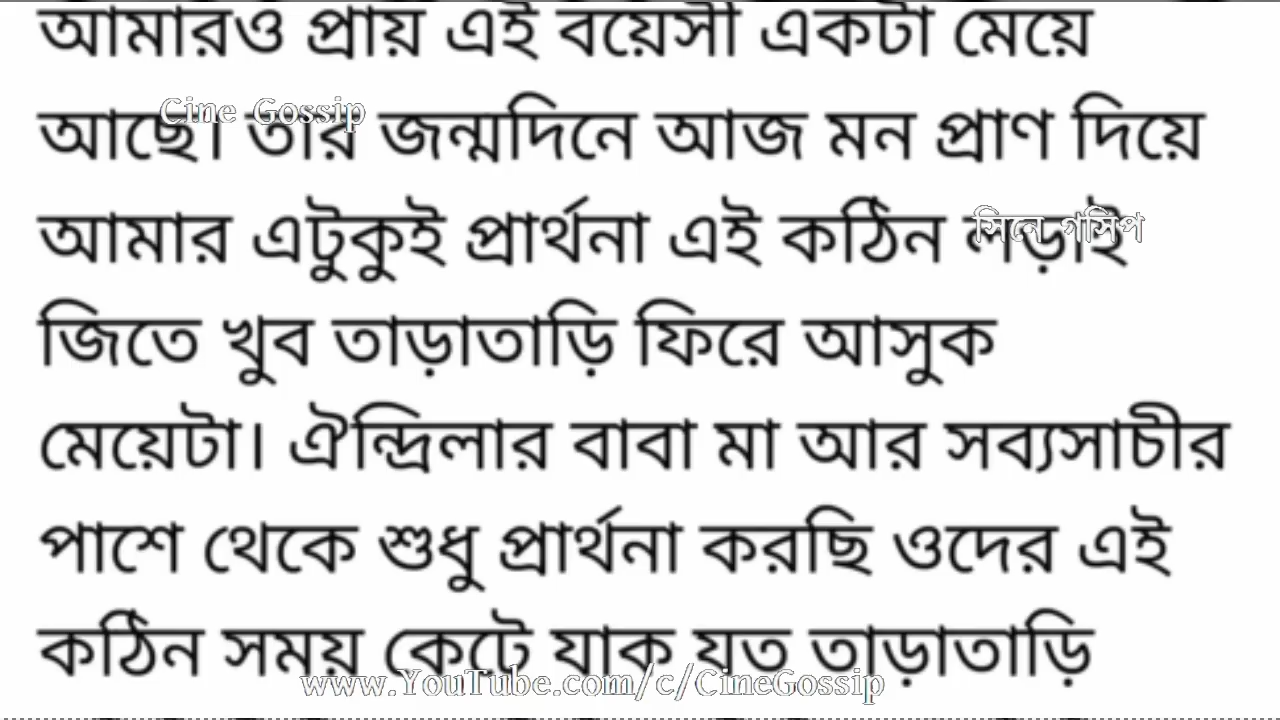 আমারও প্রায় এই বয়েসী একটা মেয়ে
Cine Gossip
আছে। তার জন্মদিনে আজ মন প্রাণ দিয়ে
আমার এটুকুই প্রার্থনা এই কঠিন লড়াই
সিনে গসিপ
জিতে খুব তাড়াতাড়ি ফিরে আসুক
মেয়েটা। ঐন্দ্রিলার বাবা মা আর সব্যসাচীর
পাশে থেকে শুধু প্রার্থনা করছি ওদের এই
কঠিন সময় কেটে যাক যত তাড়াতাড়ি
www.YouTube.com/c/CineGossip